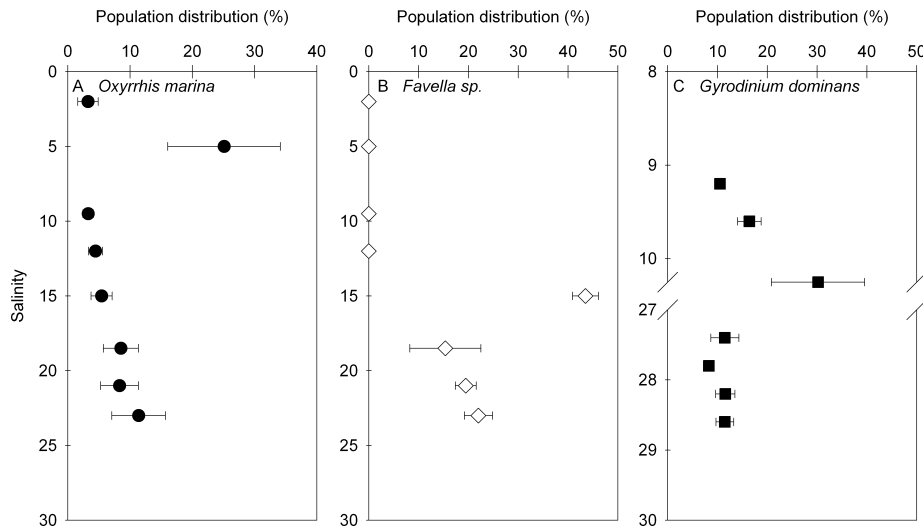 Population distribution (%)
Population distribution (%)
Population distribution (%)
0 10 20 30 40
0 10 20 30 40 50
0 10 20 30 40 50
A Oxyrrhis marina
B Favella sp.
C Gyrodinium dominans
Salinity
0
5
10
15
20
25
30
0
5
10
15
20
25
30
8
9
10
27
28
29
30